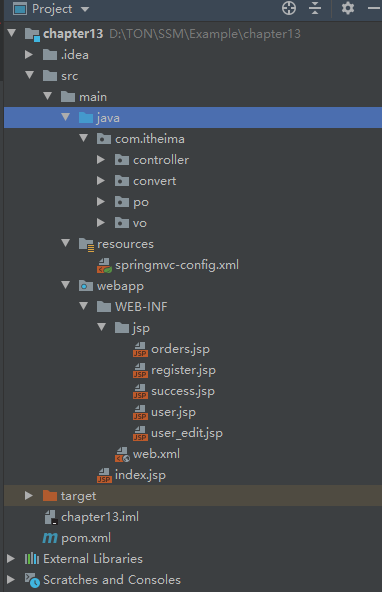 Project
chapter13 D:\TON\SSM\Example\chapter13
.idea
src
main
java
com.itheima
controller
convert
po
vo
resources
springmvc-config.xml
webapp
WEB-INF
jsp
orders.jsp
register.jsp
success.jsp
user.jsp
user_edit.jsp
web.xml
index.jsp
target
chapter13.iml
pom.xml
External Libraries
Scratches and Consoles